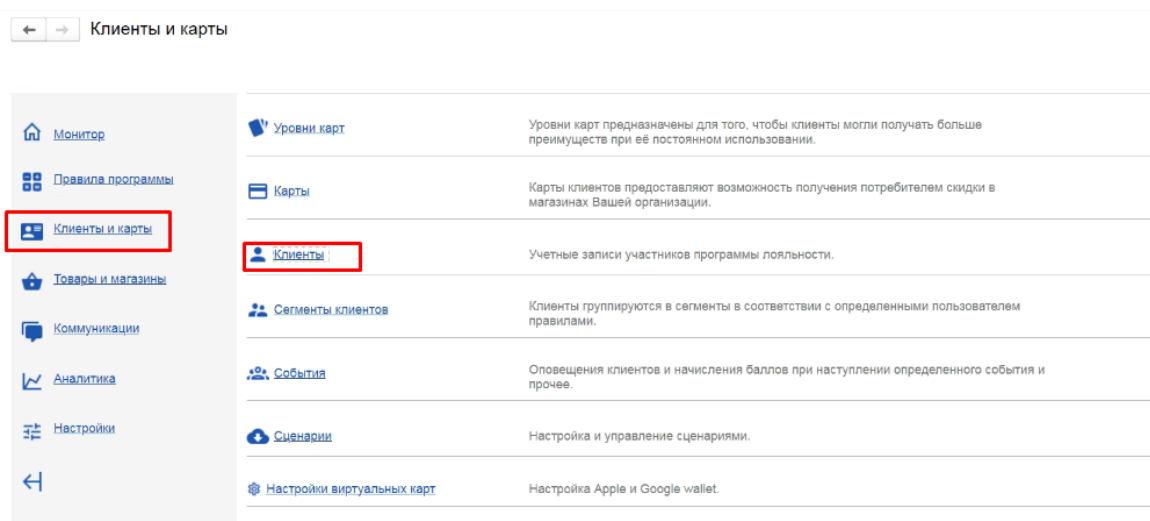 Клиенты и карты
Монитор
Правила программы
Клиенты и карты
Товары и магазины
Коммуникации
Аналитика
Настройки
Уровни карт
Уровни карт предназначены для того, чтобы клиенты могли получать больше
преимуществ при её постоянном использовании.
Карты
Карты клиентов предоставляют возможность получения потребителем скидки в
магазинах Вашей организации.
Клиенты
Учетные записи участников программы лояльности.
Сегменты клиентов
Клиенты группируются в сегменты в соответствии с определенными пользователем
правилами.
События
Оповещения клиентов и начисления баллов при наступлении определенного события и
прочее.
Сценарии
Настройка и управление сценариями.
Настройки виртуальных карт
Настройка Apple и Google wallet.